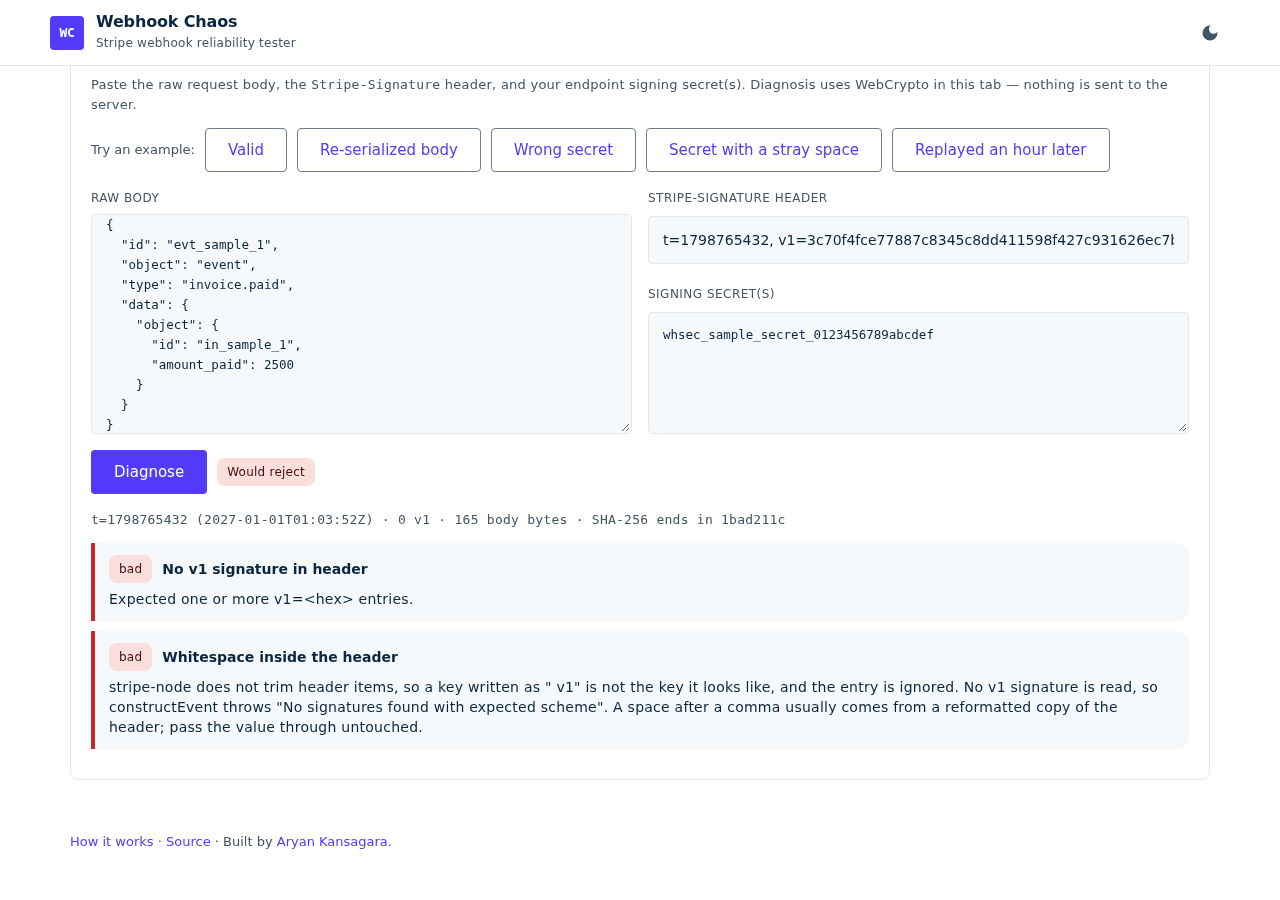 WC
Webhook Chaos
Stripe webhook reliability tester
Paste the raw request body, the Stripe-Signature header, and your endpoint signing secret(s). Diagnosis uses WebCrypto in this tab — nothing is sent to the
server.
Try an example: Valid Re-serialized body Wrong secret Secret with a stray space Replayed an hour later
RAW BODY
{
  "id": "evt_sample_1",
  "object": "event",
  "type": "invoice.paid",
  "data": {
    "object": {
      "id": "in_sample_1",
      "amount_paid": 2500
    }
  }
}
STRIPE-SIGNATURE HEADER
t=1798765432, v1=3c70f4fce77887c8345c8dd411598f427c931626ec7b
SIGNING SECRET(S)
whsec_sample_secret_0123456789abcdef
Diagnose Would reject
t=1798765432 (2027-01-01T01:03:52Z) · 0 v1 · 165 body bytes · SHA-256 ends in 1bad211c
bad No v1 signature in header
Expected one or more v1=<hex> entries.
bad Whitespace inside the header
stripe-node does not trim header items, so a key written as " v1" is not the key it looks like, and the entry is ignored. No v1 signature is read, so
constructEvent throws "No signatures found with expected scheme". A space after a comma usually comes from a reformatted copy of the
header; pass the value through untouched.
How it works · Source · Built by Aryan Kansagara.